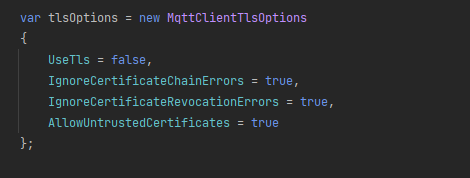 var tlsOptions = new MqttClientTlsOptions
{
    UseTls = false,
    IgnoreCertificateChainErrors = true,
    IgnoreCertificateRevocationErrors = true,
    AllowUntrustedCertificates = true
};